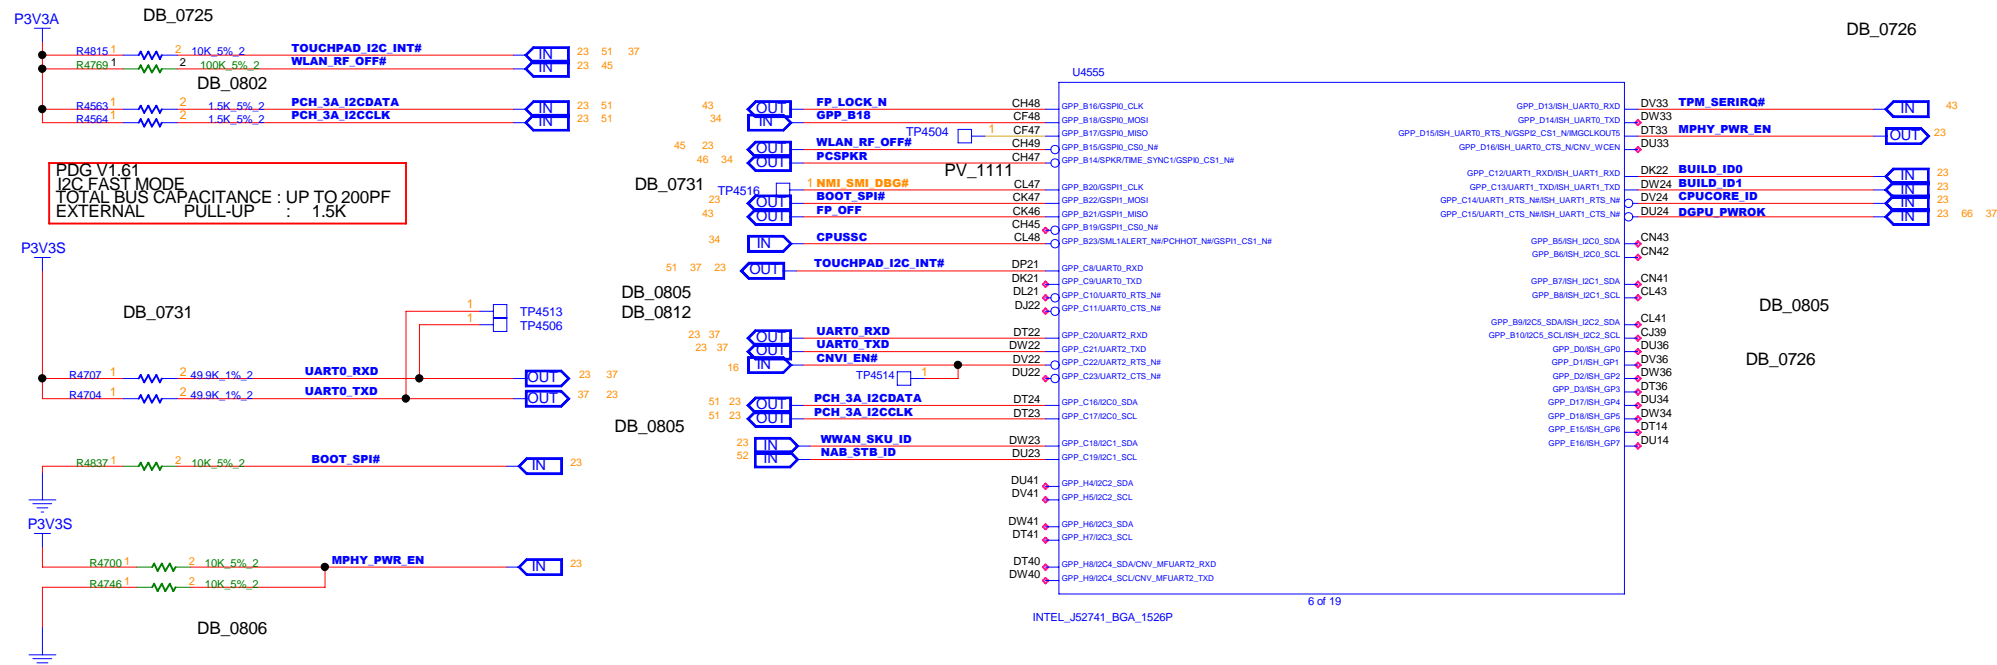 P3V3A
DB_0725
R4815 1 2 10K_5%_2 TOUCHPAD_I2C_INT# IN 23 51 37
R4769 1 2 100K_5%_2 WLAN_RF_OFF# IN 23 45
DB_0802
R4563 1 2 1.5K_5%_2 PCH_3A_I2CDATA IN 23 51
R4564 1 2 1.5K_5%_2 PCH_3A_I2CCLK IN 23 51
PDG V1.61
I2C FAST MODE
TOTAL BUS CAPACITANCE : UP TO 200PF
EXTERNAL PULL-UP : 1.5K
P3V3S
DB_0731
1 TP4513
1 TP4506
R4707 1 2 49.9K_1%_2 UART0_RXD OUT 23 37
R4704 1 2 49.9K_1%_2 UART0_TXD OUT 37 23
R4837 1 2 10K_5%_2 BOOT_SPI# IN 23
P3V3S
R4700 1 2 10K_5%_2 MPHY_PWR_EN IN 23
R4746 1 2 10K_5%_2
DB_0806
U4555
43 OUT FP_LOCK_N CH48 GPP_B16/GSPI0_CLK
34 IN GPP_B18 CF48 GPP_B18/GSPI0_MOSI
TP4504 1 CF47 GPP_B17/GSPI0_MISO
45 23 OUT WLAN_RF_OFF# CH49 GPP_B15/GSPI0_CS0_N#
46 34 OUT PCSPKR CH47 GPP_B14/SPKR/TIME_SYNC1/GSPI0_CS1_N#
PV_1111
DB_0731
TP4516 1 NMI_SMI_DBG# CL47 GPP_B20/GSPI1_CLK
23 OUT BOOT_SPI# CK47 GPP_B22/GSPI1_MOSI
43 OUT FP_OFF CK46 GPP_B21/GSPI1_MISO
CH45 GPP_B19/GSPI1_CS0_N#
34 IN CPUSSC CL48 GPP_B23/SML1ALERT_N#/PCHHOT_N#/GSPI1_CS1_N#
51 37 23 OUT TOUCHPAD_I2C_INT# DP21 GPP_C8/UART0_RXD
DK21 GPP_C9/UART0_TXD
DB_0805
DL21 GPP_C10/UART0_RTS_N#
DB_0812
DJ22 GPP_C11/UART0_CTS_N#
23 37 OUT UART0_RXD DT22 GPP_C20/UART2_RXD
23 37 OUT UART0_TXD DW22 GPP_C21/UART2_TXD
16 IN CNVI_EN# DV22 GPP_C22/UART2_RTS_N#
TP4514 1 DU22 GPP_C23/UART2_CTS_N#
51 23 OUT PCH_3A_I2CDATA DT24 GPP_C16/I2C0_SDA
51 23 OUT PCH_3A_I2CCLK DT23 GPP_C17/I2C0_SCL
DB_0805
23 IN WWAN_SKU_ID DW23 GPP_C18/I2C1_SDA
52 IN NAB_STB_ID DU23 GPP_C19/I2C1_SCL
DU41 GPP_H4/I2C2_SDA
DV41 GPP_H5/I2C2_SCL
DW41 GPP_H6/I2C3_SDA
DT41 GPP_H7/I2C3_SCL
DT40 GPP_H8/I2C4_SDA/CNV_MFUART2_RXD
DW40 GPP_H9/I2C4_SCL/CNV_MFUART2_TXD
6 of 19
INTEL_J52741_BGA_1526P
DB_0726
GPP_D13/ISH_UART0_RXD DV33 TPM_SERIRQ# IN 43
GPP_D14/ISH_UART0_TXD DW33
GPP_D15/ISH_UART0_RTS_N/GSPI2_CS1_N/IMGCLKOUT5 DT33 MPHY_PWR_EN OUT 23
GPP_D16/ISH_UART0_CTS_N/CNV_WCEN DU33
GPP_C12/UART1_RXD/ISH_UART1_RXD DK22 BUILD_ID0 IN 23
GPP_C13/UART1_TXD/ISH_UART1_TXD DW24 BUILD_ID1 IN 23
GPP_C14/UART1_RTS_N#/ISH_UART1_RTS_N# DV24 CPUCORE_ID IN 23
GPP_C15/UART1_CTS_N#/ISH_UART1_CTS_N# DU24 DGPU_PWROK IN 23 66 37
GPP_B5/ISH_I2C0_SDA CN43
GPP_B6/ISH_I2C0_SCL CN42
GPP_B7/ISH_I2C1_SDA CN41
GPP_B8/ISH_I2C1_SCL CL43
DB_0805
GPP_B9/I2C5_SDA/ISH_I2C2_SDA CL41
GPP_B10/I2C5_SCL/ISH_I2C2_SCL CJ39
GPP_D0/ISH_GP0 DU36
GPP_D1/ISH_GP1 DV36
DB_0726
GPP_D2/ISH_GP2 DW36
GPP_D3/ISH_GP3 DT36
GPP_D17/ISH_GP4 DU34
GPP_D18/ISH_GP5 DW34
GPP_E15/ISH_GP6 DT14
GPP_E16/ISH_GP7 DU14